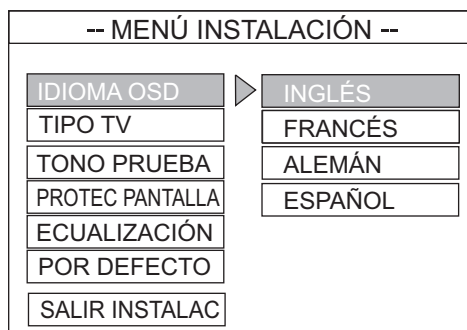 -- MENÚ INSTALACIÓN --
IDIOMA OSD
TIPO TV
TONO PRUEBA
PROTEC PANTALLA
ECUALIZACIÓN
POR DEFECTO
SALIR INSTALAC
INGLÉS
FRANCÉS
ALEMÁN
ESPAÑOL